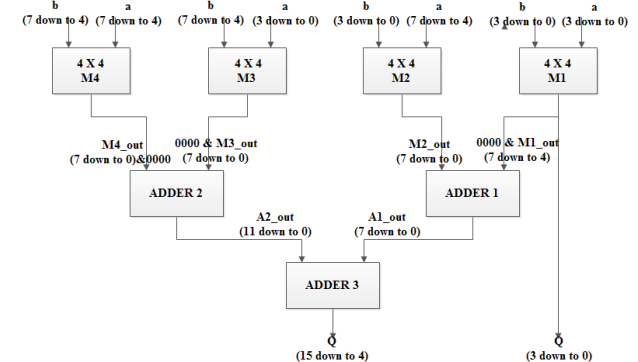 b a b a b a b a
(7 down to 4) (7 down to 4) (7 down to 4) (3 down to 0) (3 down to 0) (7 down to 4) (3 down to 0) (3 down to 0)
4 X 4 4 X 4 4 X 4 4 X 4
M4 M3 M2 M1
M4_out 0000 & M3_out M2_out 0000 & M1_out
(7 down to 0)&0000 (7 down to 0) (7 down to 0) (7 down to 4)
ADDER 2 ADDER 1
A2_out A1_out
(11 down to 0) (7 down to 0)
ADDER 3
Q Q
(15 down to 4) (3 down to 0)